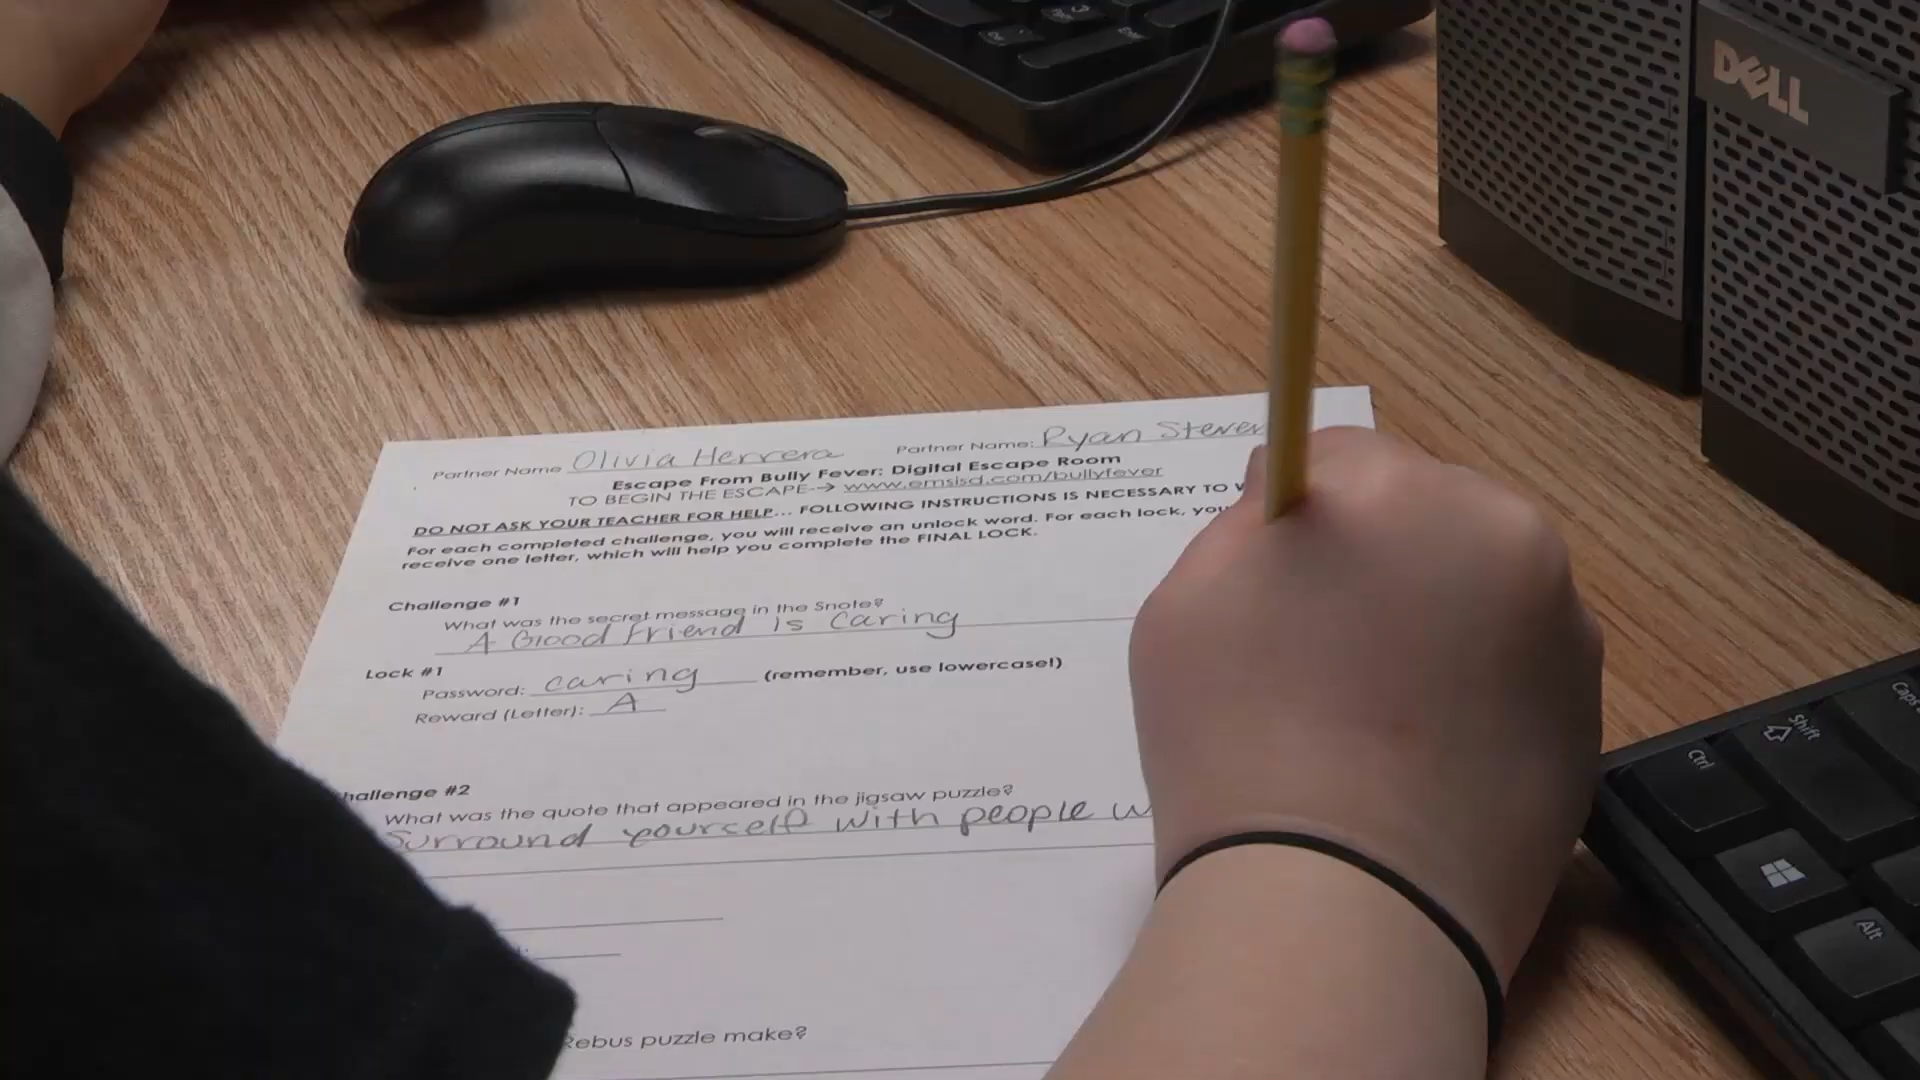 DELL
Partner Name Olivia Herrera Partner Name: Ryan
Escape From Bully Fever: Digital Escape Room
TO BEGIN THE ESCAPE-→ www.emsisd.com/bullyfever
DO NOT ASK YOUR TEACHER FOR HELP... FOLLOWING INSTRUCTIONS IS NECESSARY TO
For each completed challenge, you will receive an unlock word. For each lock, you
receive one letter, which will help you complete the FINAL LOCK.
Challenge #1
What was the secret message in the Snote?
A Good friend is caring
Lock #1
Password: caring (remember, use lowercase!)
Reward (Letter): A
hallenge #2
What was the quote that appeared in the jigsaw puzzle?
Surround yourself with people w
Rebus puzzle make?
Caps
Shift
Ctrl
Alt